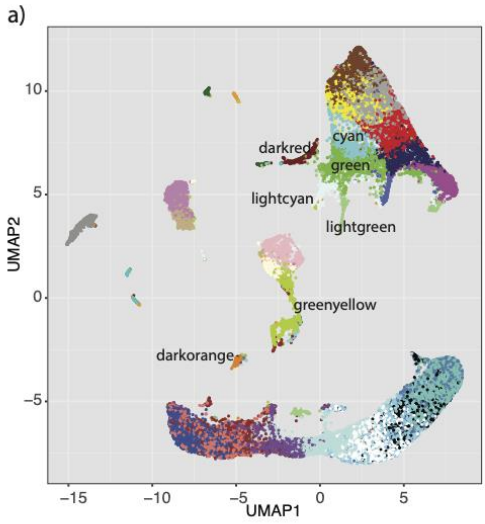 a)
10
5
0
−5
UMAP2
cyan
darkred
green
lightcyan
lightgreen
greenyellow
darkorange
−15 −10 −5 0 5
UMAP1